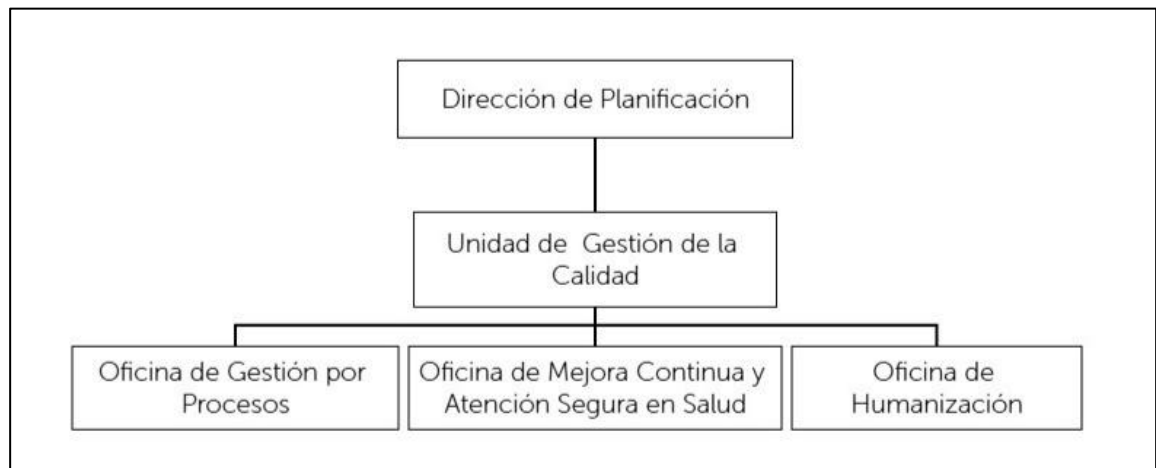 Dirección de Planificación
Unidad de Gestión de la
Calidad
Oficina de Gestión por
Procesos
Oficina de Mejora Continua y
Atención Segura en Salud
Oficina de
Humanización